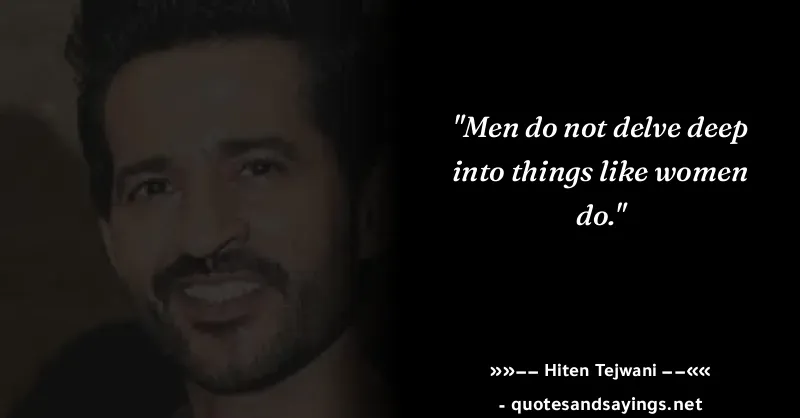 "Men do not delve deep
into things like women
do."
»»−− Hiten Tejwani −−««
- quotesandsayings.net